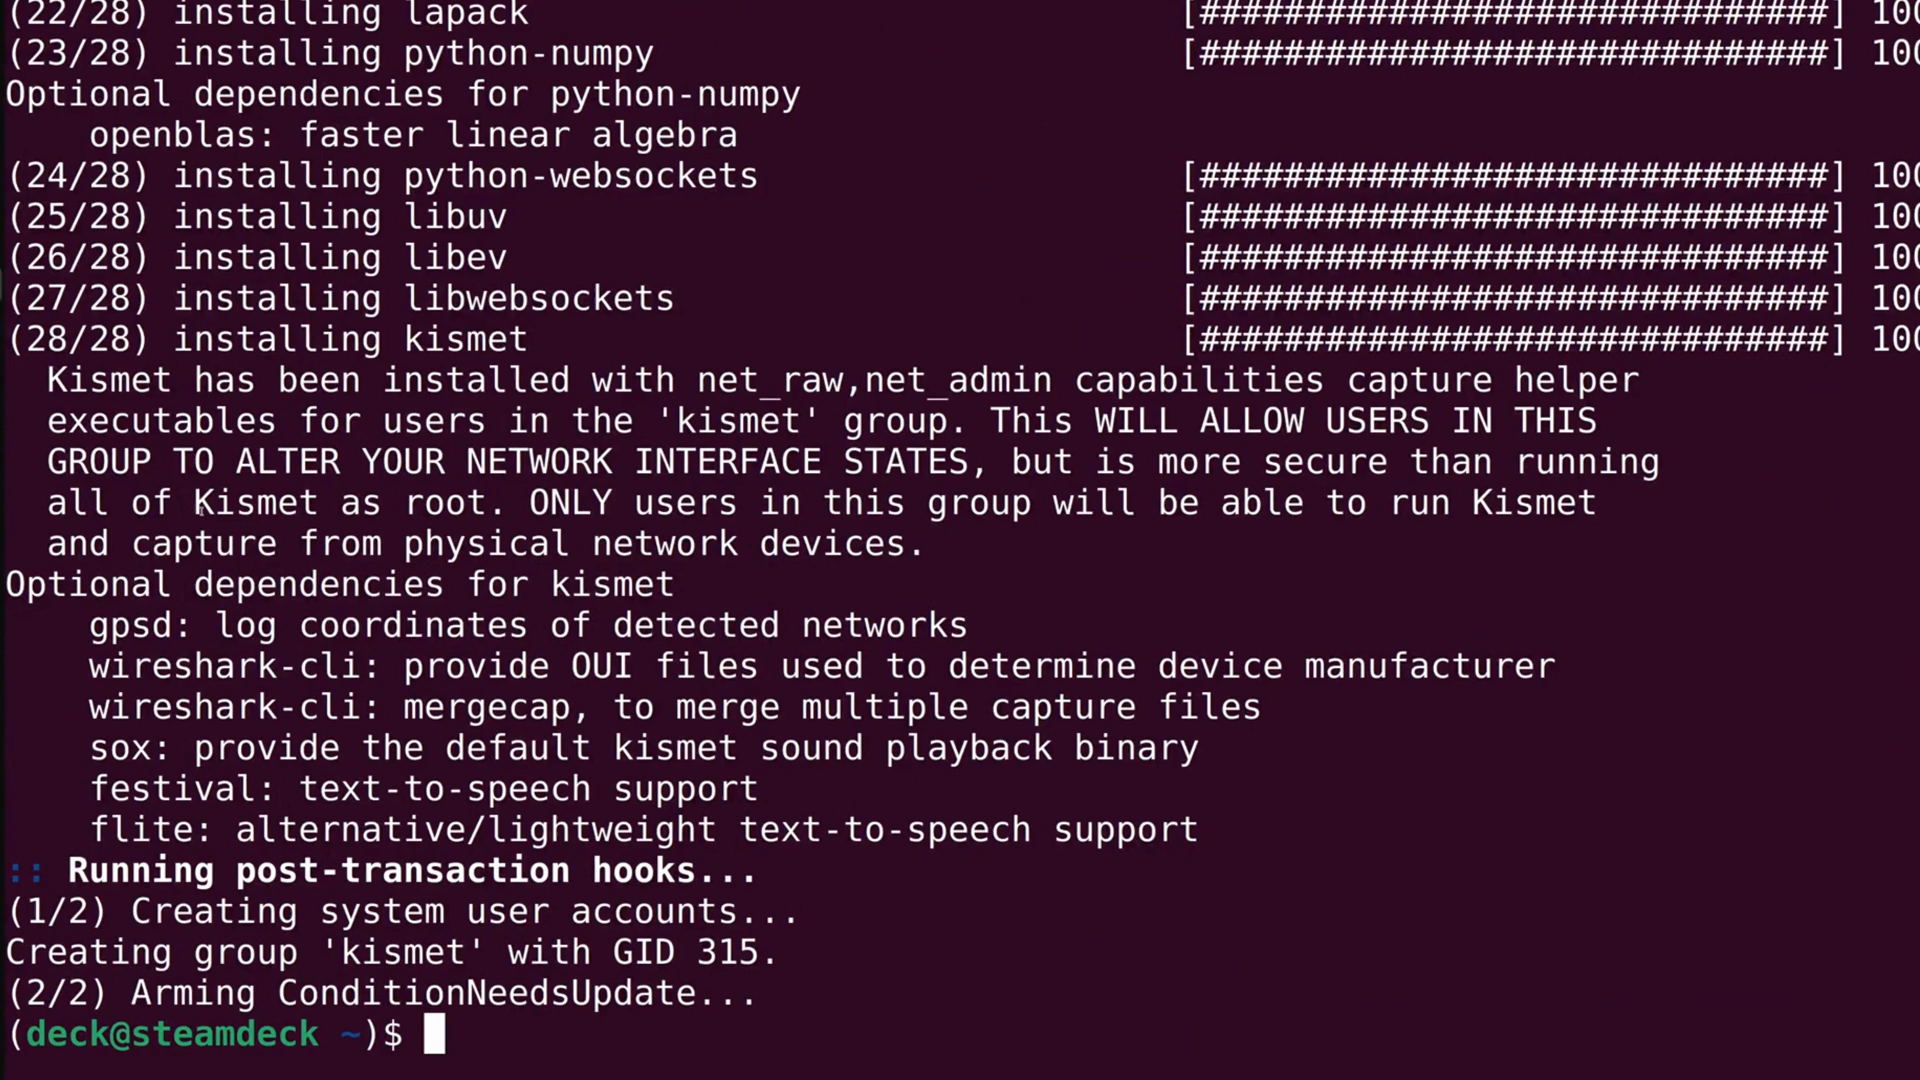 (22/28) installing lapack [##############################] 100
(23/28) installing python-numpy [##############################] 100
Optional dependencies for python-numpy
openblas: faster linear algebra
(24/28) installing python-websockets [##############################] 100
(25/28) installing libuv [##############################] 100
(26/28) installing libev [##############################] 100
(27/28) installing libwebsockets [##############################] 100
(28/28) installing kismet [##############################] 100
Kismet has been installed with net_raw,net_admin capabilities capture helper
executables for users in the 'kismet' group. This WILL ALLOW USERS IN THIS
GROUP TO ALTER YOUR NETWORK INTERFACE STATES, but is more secure than running
all of Kismet as root. ONLY users in this group will be able to run Kismet
and capture from physical network devices.
Optional dependencies for kismet
gpsd: log coordinates of detected networks
wireshark-cli: provide OUI files used to determine device manufacturer
wireshark-cli: mergecap, to merge multiple capture files
sox: provide the default kismet sound playback binary
festival: text-to-speech support
flite: alternative/lightweight text-to-speech support
:: Running post-transaction hooks...
(1/2) Creating system user accounts...
Creating group 'kismet' with GID 315.
(2/2) Arming ConditionNeedsUpdate...
(deck@steamdeck ~)$